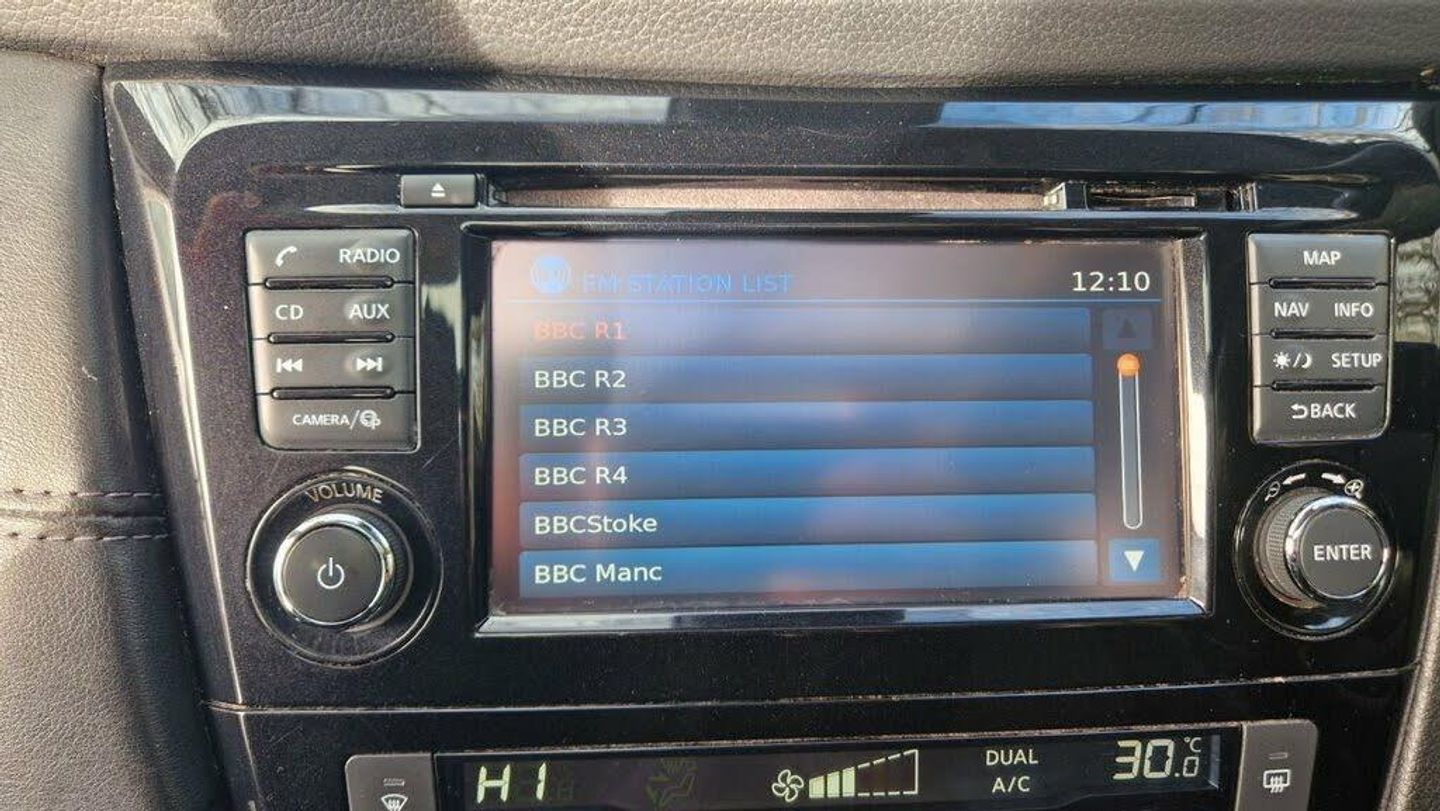 RADIO
CD AUX
CAMERA/
VOLUME
FM STATION LIST 12:10
BBC R1
BBC R2
BBC R3
BBC R4
BBCStoke
BBC Manc
MAP
NAV INFO
SETUP
BACK
ENTER
HI DUAL 30.0 °C
A/C